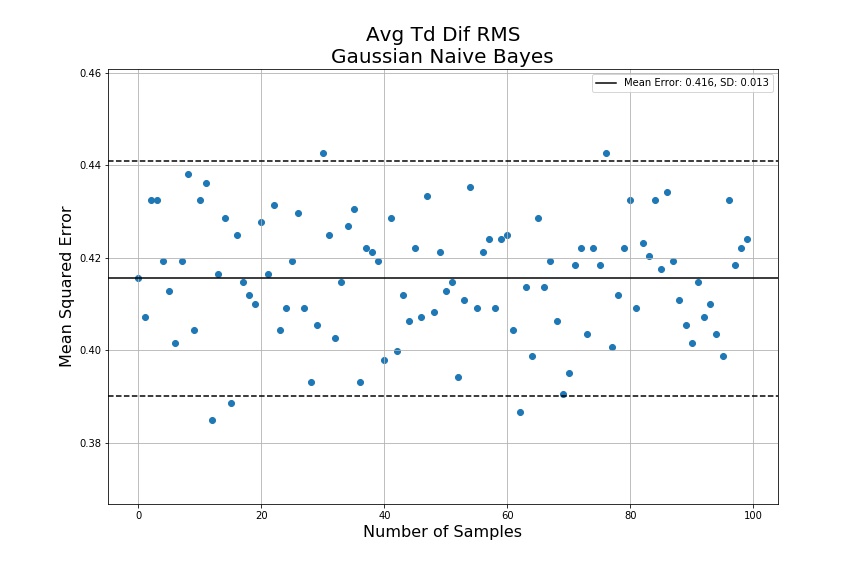 Avg Td Dif RMS
Gaussian Naive Bayes
Mean Error: 0.416, SD: 0.013
0.46
0.44
0.42
0.40
0.38
Mean Squared Error
0
20
40
60
80
100
Number of Samples